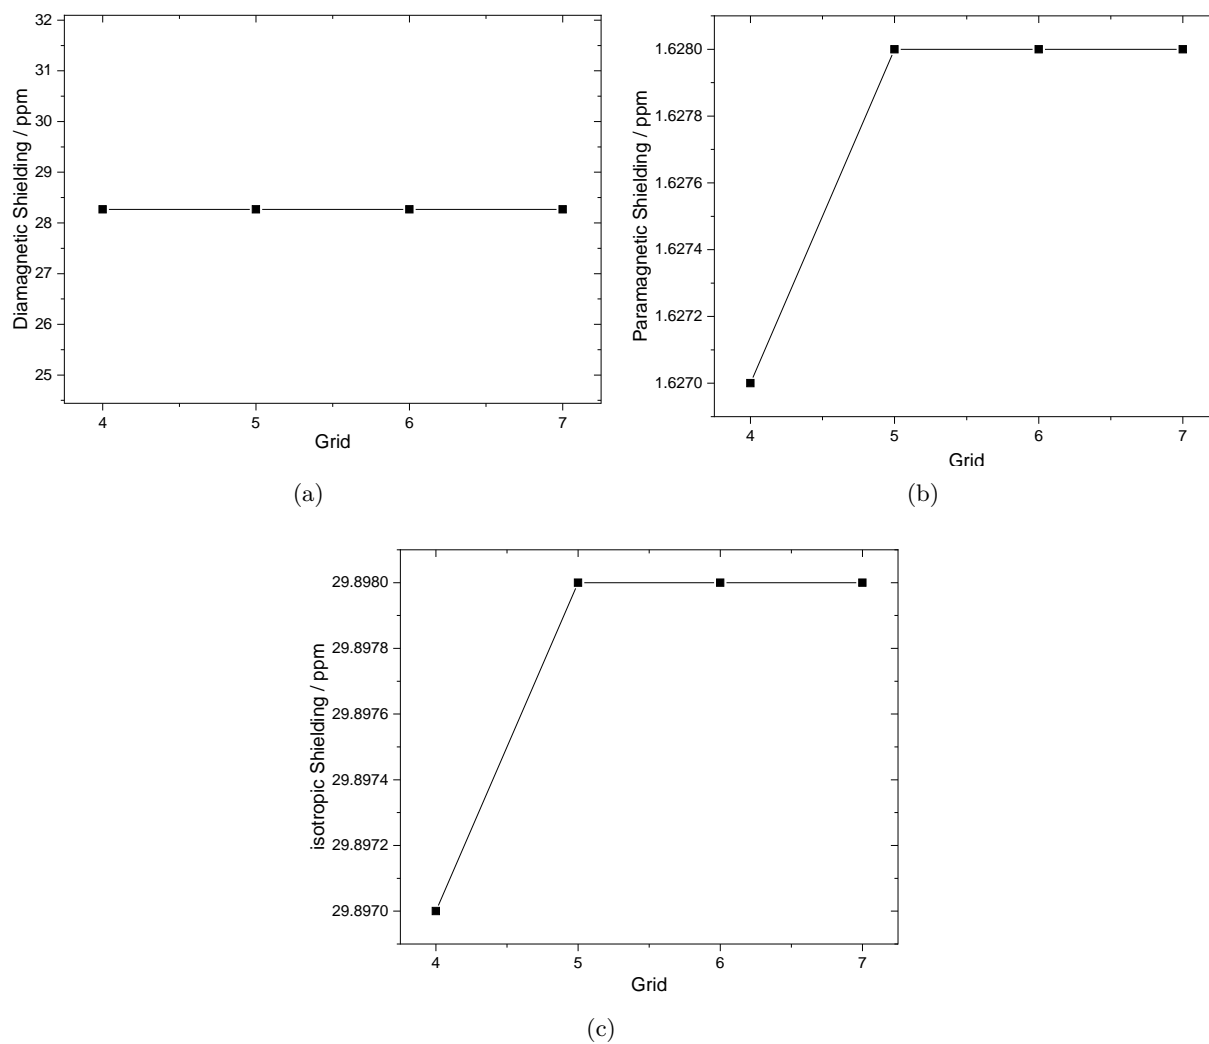 32
31
30
29
28
27
26
25
Diamagnetic Shielding / ppm
4 5 6 7
Grid
(a)
1.6280
1.6278
1.6276
1.6274
1.6272
1.6270
Paramagnetic Shielding / ppm
4 5 6 7
Grid
(b)
29.8980
29.8978
29.8976
29.8974
29.8972
29.8970
isotropic Shielding / ppm
4 5 6 7
Grid
(c)